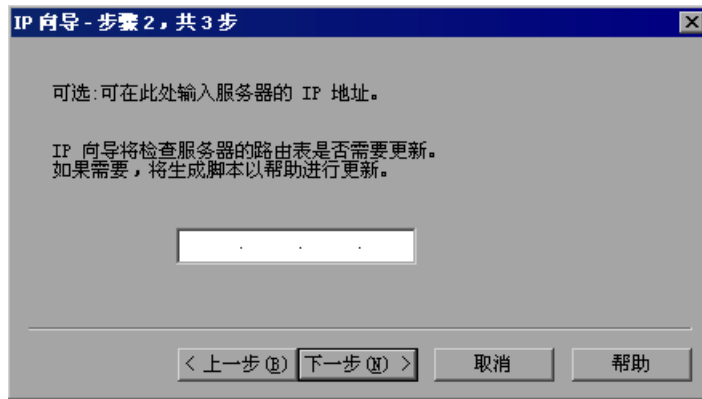 IP 向导 - 步骤 2，共 3 步
可选:可在此处输入服务器的 IP 地址。
IP 向导将检查服务器的路由表是否需要更新。
如果需要，将生成脚本以帮助进行更新。
. . .
< 上一步(B) 下一步(N) > 取消 帮助